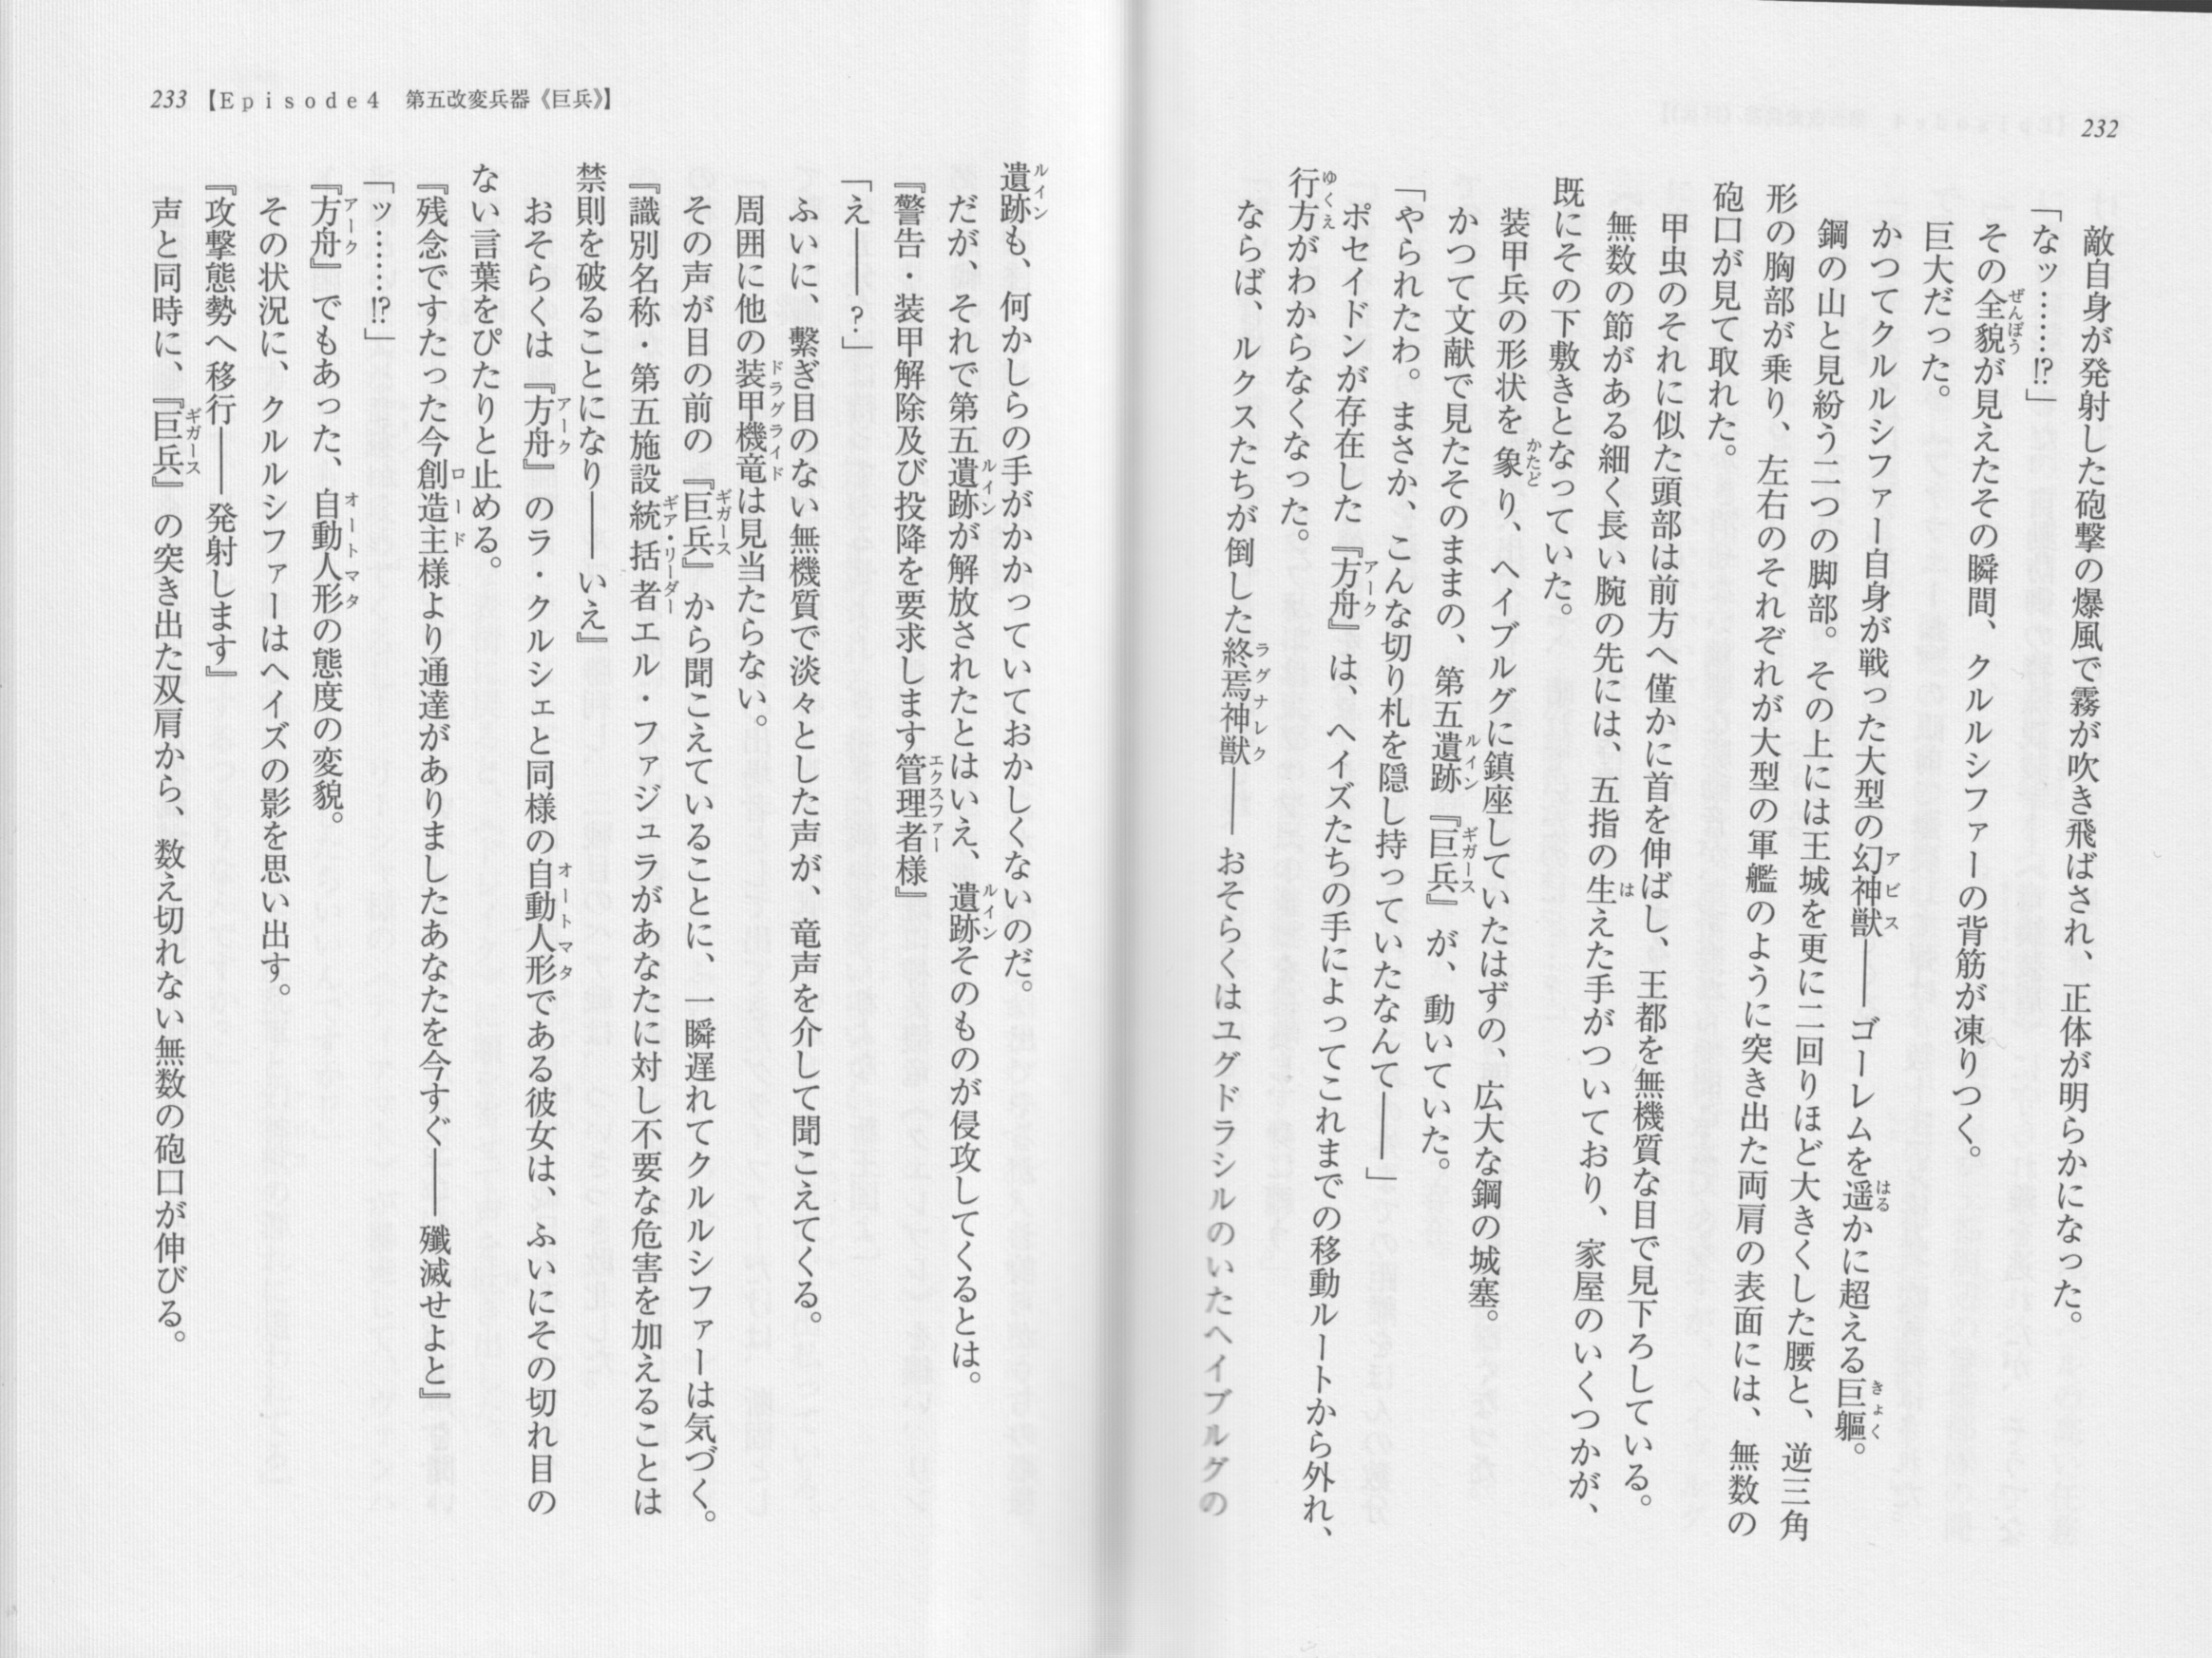 232
敵自身が発射した砲撃の爆風で霧が吹き飛ばされ、正体が明らかになった。
「なッ……!?」
その全貌が見えたその瞬間、クルルシファーの背筋が凍りつく。
巨大だった。
かつてクルルシファー自身が戦った大型の幻神獣――ゴーレムを遥かに超える巨軀。
鋼の山と見紛う二つの脚部。その上には王城を更に二回りほど大きくした腰と、逆三角
形の胸部が乗り、左右のそれぞれが大型の軍艦のように突き出た両肩の表面には、無数の
砲口が見て取れた。
甲虫のそれに似た頭部は前方へ僅かに首を伸ばし、王都を無機質な目で見下ろしている。
無数の節がある細く長い腕の先には、五指の生えた手がついており、家屋のいくつかが、
既にその下敷きとなっていた。
装甲兵の形状を象り、ヘイブルグに鎮座していたはずの、広大な鋼の城塞。
かつて文献で見たそのままの、第五遺跡『巨兵』が、動いていた。
「やられたわ。まさか、こんな切り札を隠し持っていたなんて――」
ポセイドンが存在した『方舟』は、ヘイズたちの手によってこれまでの移動ルートから外れ、
行方がわからなくなった。
ならば、ルクスたちが倒した終焉神獣――おそらくはユグドラシルのいたヘイブルグの
233【Episode4　第五改変兵器《巨兵》】
遺跡も、何かしらの手がかかっていておかしくないのだ。
だが、それで第五遺跡が解放されたとはいえ、遺跡そのものが侵攻してくるとは。
『警告・装甲解除及び投降を要求します管理者様』
「え――?」
ふいに、繫ぎ目のない無機質で淡々とした声が、竜声を介して聞こえてくる。
周囲に他の装甲機竜は見当たらない。
その声が目の前の『巨兵』から聞こえていることに、一瞬遅れてクルルシファーは気づく。
『識別名称・第五施設統括者エル・ファジュラがあなたに対し不要な危害を加えることは
禁則を破ることになり――いえ』
おそらくは『方舟』のラ・クルシェと同様の自動人形である彼女は、ふいにその切れ目の
ない言葉をぴたりと止める。
『残念ですたった今創造主様より通達がありましたあなたを今すぐ――殲滅せよと』
「ッ……!?」
『方舟』でもあった、自動人形の態度の変貌。
その状況に、クルルシファーはヘイズの影を思い出す。
『攻撃態勢へ移行――発射します』
声と同時に、『巨兵』の突き出た双肩から、数え切れない無数の砲口が伸びる。